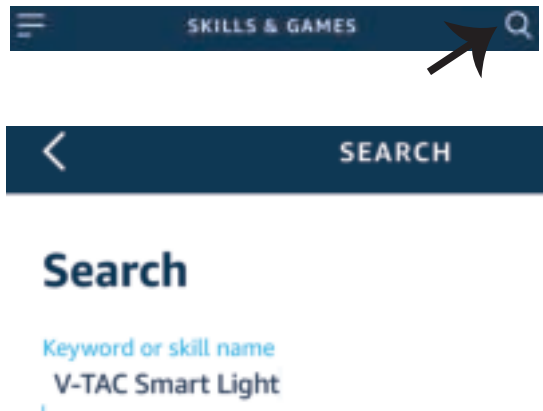 SKILLS & GAMES
SEARCH
Search
Keyword or skill name
V-TAC Smart Light